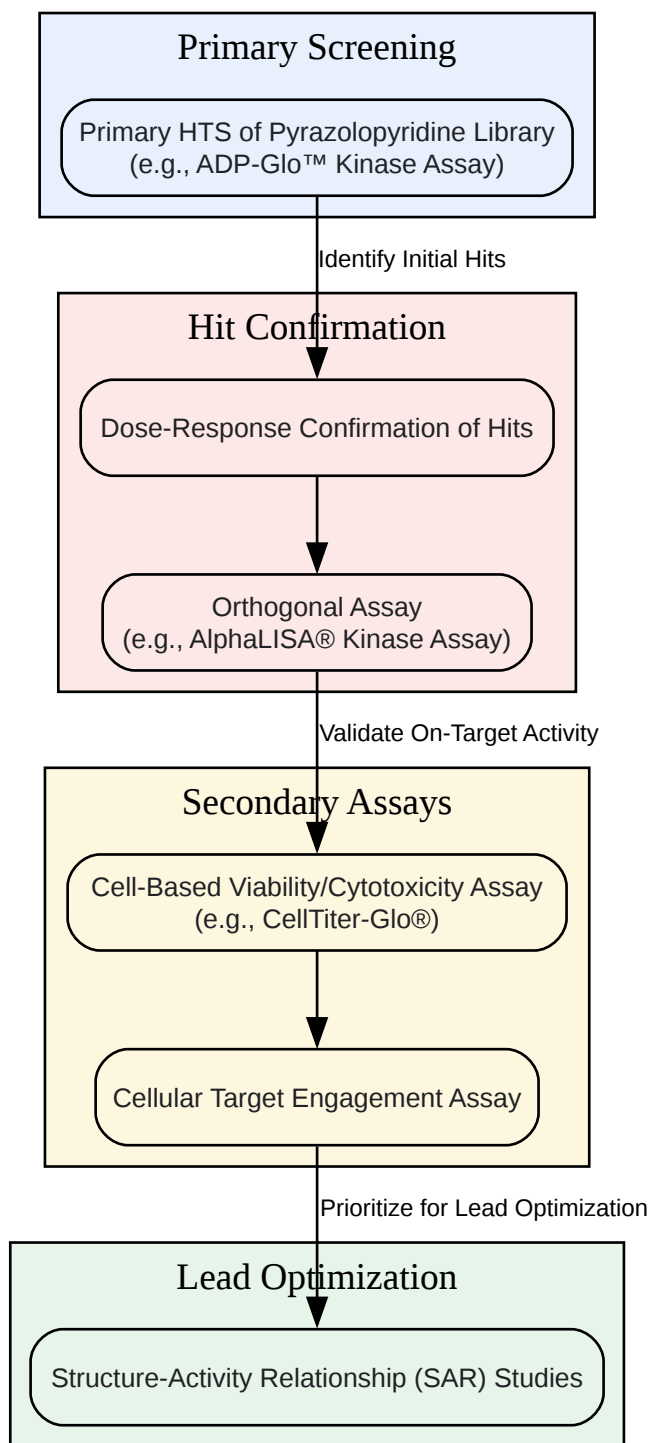 Primary Screening
Primary HTS of Pyrazolopyridine Library
(e.g., ADP-Glo™ Kinase Assay)
Identify Initial Hits
Hit Confirmation
Dose-Response Confirmation of Hits
Orthogonal Assay
(e.g., AlphaLISA® Kinase Assay)
Validate On-Target Activity
Secondary Assays
Cell-Based Viability/Cytotoxicity Assay
(e.g., CellTiter-Glo®)
Cellular Target Engagement Assay
Prioritize for Lead Optimization
Lead Optimization
Structure-Activity Relationship (SAR) Studies